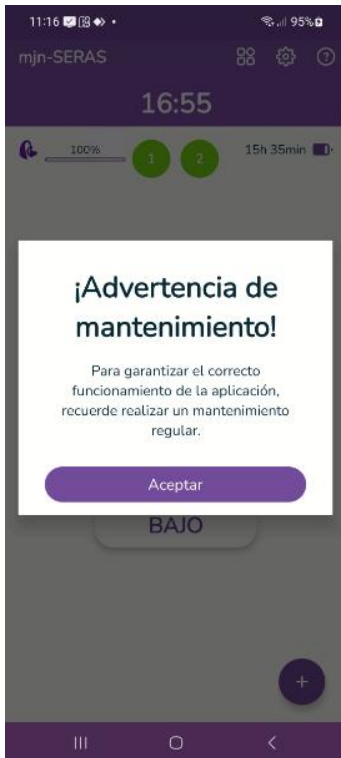 11:16 95%
mjn-SERAS
16:55
100% 1 2 15h 35min
¡Advertencia de
mantenimiento!
Para garantizar el correcto
funcionamiento de la aplicación,
recuerde realizar un mantenimiento
regular.
Aceptar
BAJO
+